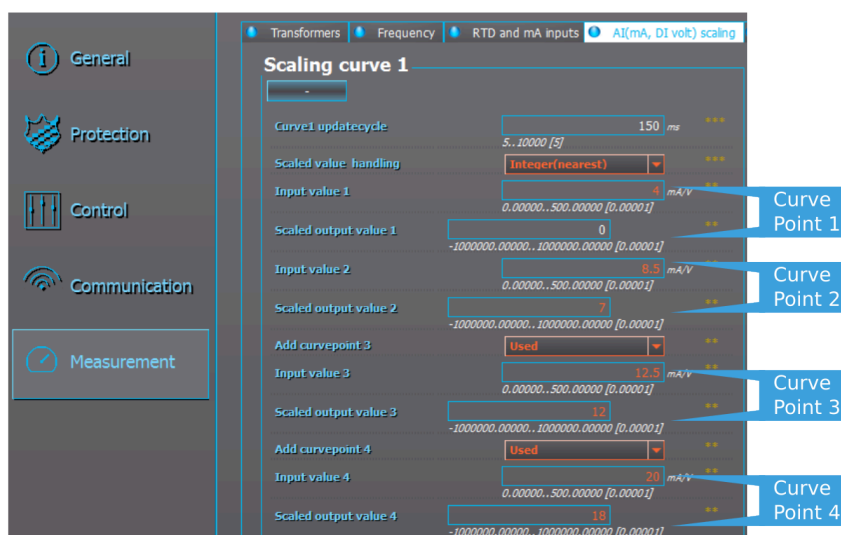 Transformers Frequency RTD and mA inputs AI(mA, DI volt) scaling
General
Protection
Control
Communication
Measurement
Scaling curve 1
-
Curve1 updatecycle 150 ms ***
5..10000 [5]
Scaled value handling Integer(nearest) ***
Input value 1 4 mA/V **
0.00000..500.00000 [0.00001]
Scaled output value 1 0 **
-1000000.00000..1000000.00000 [0.00001]
Curve
Point 1
Input value 2 8.5 mA/V **
0.00000..500.00000 [0.00001]
Scaled output value 2 7 **
-1000000.00000..1000000.00000 [0.00001]
Curve
Point 2
Add curvepoint 3 Used **
Input value 3 12.5 mA/V **
0.00000..500.00000 [0.00001]
Scaled output value 3 12 **
-1000000.00000..1000000.00000 [0.00001]
Curve
Point 3
Add curvepoint 4 Used **
Input value 4 20 mA/V **
0.00000..500.00000 [0.00001]
Scaled output value 4 18 **
-1000000.00000..1000000.00000 [0.00001]
Curve
Point 4